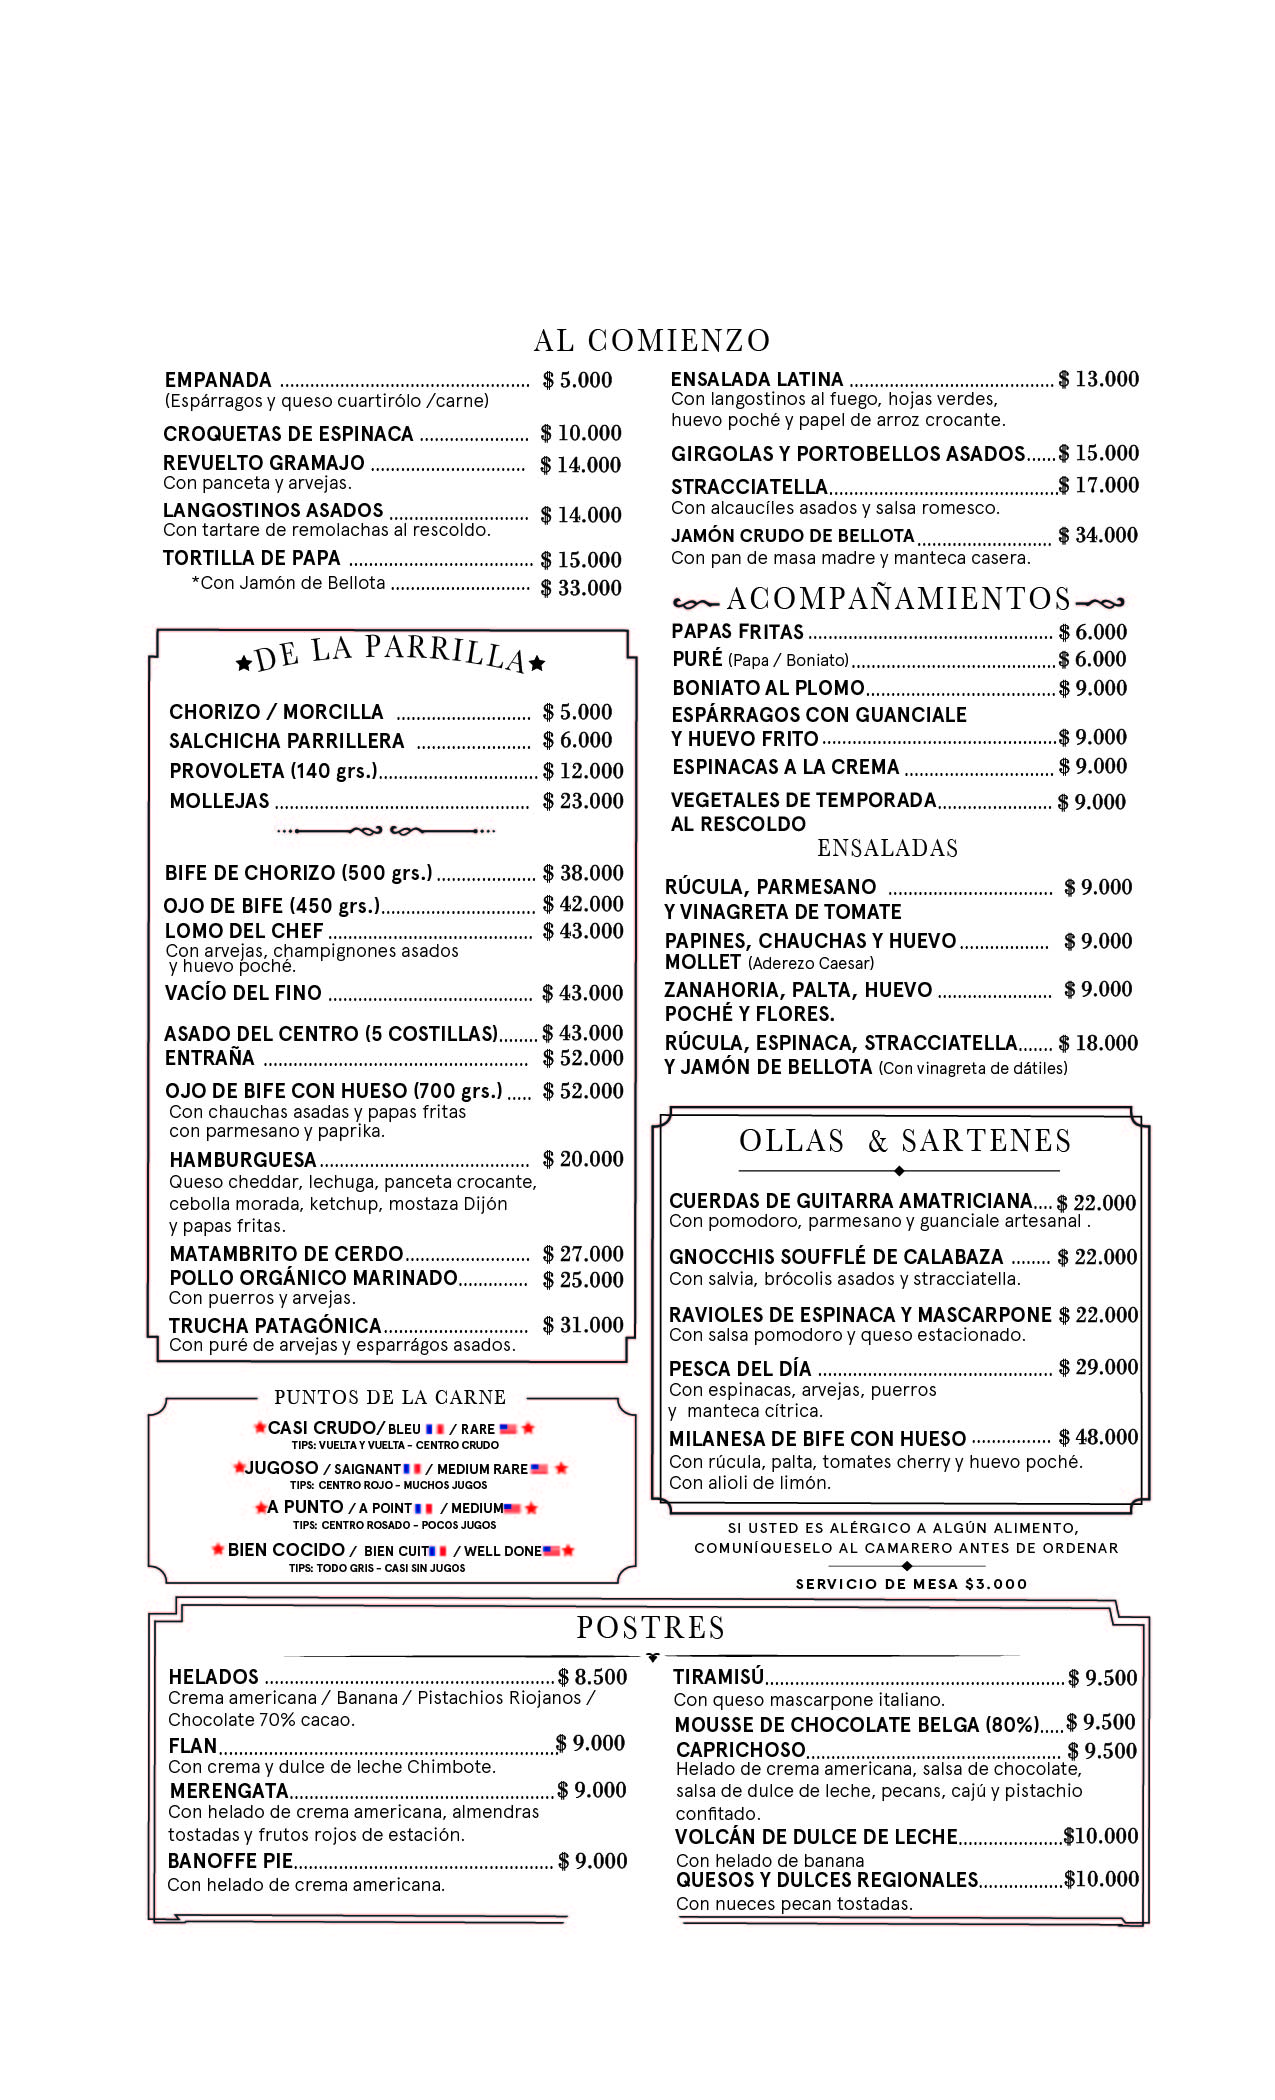 AL COMIENZO
EMPANADA ................................................ $ 5.000
(Espárragos y queso cuartirólo /carne)
CROQUETAS DE ESPINACA ...................... $ 10.000
REVUELTO GRAMAJO ............................... $ 14.000
Con panceta y arvejas.
LANGOSTINOS ASADOS ............................ $ 14.000
Con tartare de remolachas al rescoldo.
TORTILLA DE PAPA ..................................... $ 15.000
*Con Jamón de Bellota ............................ $ 33.000
ENSALADA LATINA ......................................... $ 13.000
Con langostinos al fuego, hojas verdes,
huevo poché y papel de arroz crocante.
GIRGOLAS Y PORTOBELLOS ASADOS...... $ 15.000
STRACCIATELLA.............................................. $ 17.000
Con alcaucíles asados y salsa romesco.
JAMÓN CRUDO DE BELLOTA ........................... $ 34.000
Con pan de masa madre y manteca casera.
DE LA PARRILLA
CHORIZO / MORCILLA ........................... $ 5.000
SALCHICHA PARRILLERA ....................... $ 6.000
PROVOLETA (140 grs.)................................ $ 12.000
MOLLEJAS ................................................... $ 23.000
BIFE DE CHORIZO (500 grs.) .................... $ 38.000
OJO DE BIFE (450 grs.)............................... $ 42.000
LOMO DEL CHEF ......................................... $ 43.000
Con arvejas, champignones asados
y huevo poché.
VACÍO DEL FINO ......................................... $ 43.000
ASADO DEL CENTRO (5 COSTILLAS)........ $ 43.000
ENTRAÑA ..................................................... $ 52.000
OJO DE BIFE CON HUESO (700 grs.) ..... $ 52.000
Con chauchas asadas y papas fritas
con parmesano y paprika.
HAMBURGUESA.......................................... $ 20.000
Queso cheddar, lechuga, panceta crocante,
cebolla morada, ketchup, mostaza Dijón
y papas fritas.
MATAMBRITO DE CERDO......................... $ 27.000
POLLO ORGÁNICO MARINADO.............. $ 25.000
Con puerros y arvejas.
TRUCHA PATAGÓNICA............................. $ 31.000
Con puré de arvejas y esparrágos asados.
ACOMPAÑAMIENTOS
PAPAS FRITAS ................................................. $ 6.000
PURÉ (Papa / Boniato)......................................... $ 6.000
BONIATO AL PLOMO...................................... $ 9.000
ESPÁRRAGOS CON GUANCIALE
Y HUEVO FRITO ............................................... $ 9.000
ESPINACAS A LA CREMA .............................. $ 9.000
VEGETALES DE TEMPORADA....................... $ 9.000
AL RESCOLDO
ENSALADAS
RÚCULA, PARMESANO ................................. $ 9.000
Y VINAGRETA DE TOMATE
PAPINES, CHAUCHAS Y HUEVO.................. $ 9.000
MOLLET (Aderezo Caesar)
ZANAHORIA, PALTA, HUEVO ....................... $ 9.000
POCHÉ Y FLORES.
RÚCULA, ESPINACA, STRACCIATELLA....... $ 18.000
Y JAMÓN DE BELLOTA (Con vinagreta de dátiles)
OLLAS & SARTENES
CUERDAS DE GUITARRA AMATRICIANA.... $ 22.000
Con pomodoro, parmesano y guanciale artesanal .
GNOCCHIS SOUFFLÉ DE CALABAZA ........ $ 22.000
Con salvia, brócolis asados y stracciatella.
RAVIOLES DE ESPINACA Y MASCARPONE $ 22.000
Con salsa pomodoro y queso estacionado.
PESCA DEL DÍA ............................................... $ 29.000
Con espinacas, arvejas, puerros
y manteca cítrica.
MILANESA DE BIFE CON HUESO ................ $ 48.000
Con rúcula, palta, tomates cherry y huevo poché.
Con alioli de limón.
PUNTOS DE LA CARNE
CASI CRUDO/ BLEU / RARE
TIPS: VUELTA Y VUELTA - CENTRO CRUDO
JUGOSO / SAIGNANT / MEDIUM RARE
TIPS: CENTRO ROJO - MUCHOS JUGOS
A PUNTO / A POINT / MEDIUM
TIPS: CENTRO ROSADO - POCOS JUGOS
BIEN COCIDO / BIEN CUIT / WELL DONE
TIPS: TODO GRIS - CASI SIN JUGOS
SI USTED ES ALÉRGICO A ALGÚN ALIMENTO,
COMUNÍQUESELO AL CAMARERO ANTES DE ORDENAR
SERVICIO DE MESA $3.000
POSTRES
HELADOS .......................................................... $ 8.500
Crema americana / Banana / Pistachios Riojanos /
Chocolate 70% cacao.
FLAN.................................................................... $ 9.000
Con crema y dulce de leche Chimbote.
MERENGATA..................................................... $ 9.000
Con helado de crema americana, almendras
tostadas y frutos rojos de estación.
BANOFFE PIE.................................................... $ 9.000
Con helado de crema americana.
TIRAMISÚ............................................................ $ 9.500
Con queso mascarpone italiano.
MOUSSE DE CHOCOLATE BELGA (80%)..... $ 9.500
CAPRICHOSO................................................... $ 9.500
Helado de crema americana, salsa de chocolate,
salsa de dulce de leche, pecans, cajú y pistachio
confitado.
VOLCÁN DE DULCE DE LECHE..................... $10.000
Con helado de banana
QUESOS Y DULCES REGIONALES................. $10.000
Con nueces pecan tostadas.